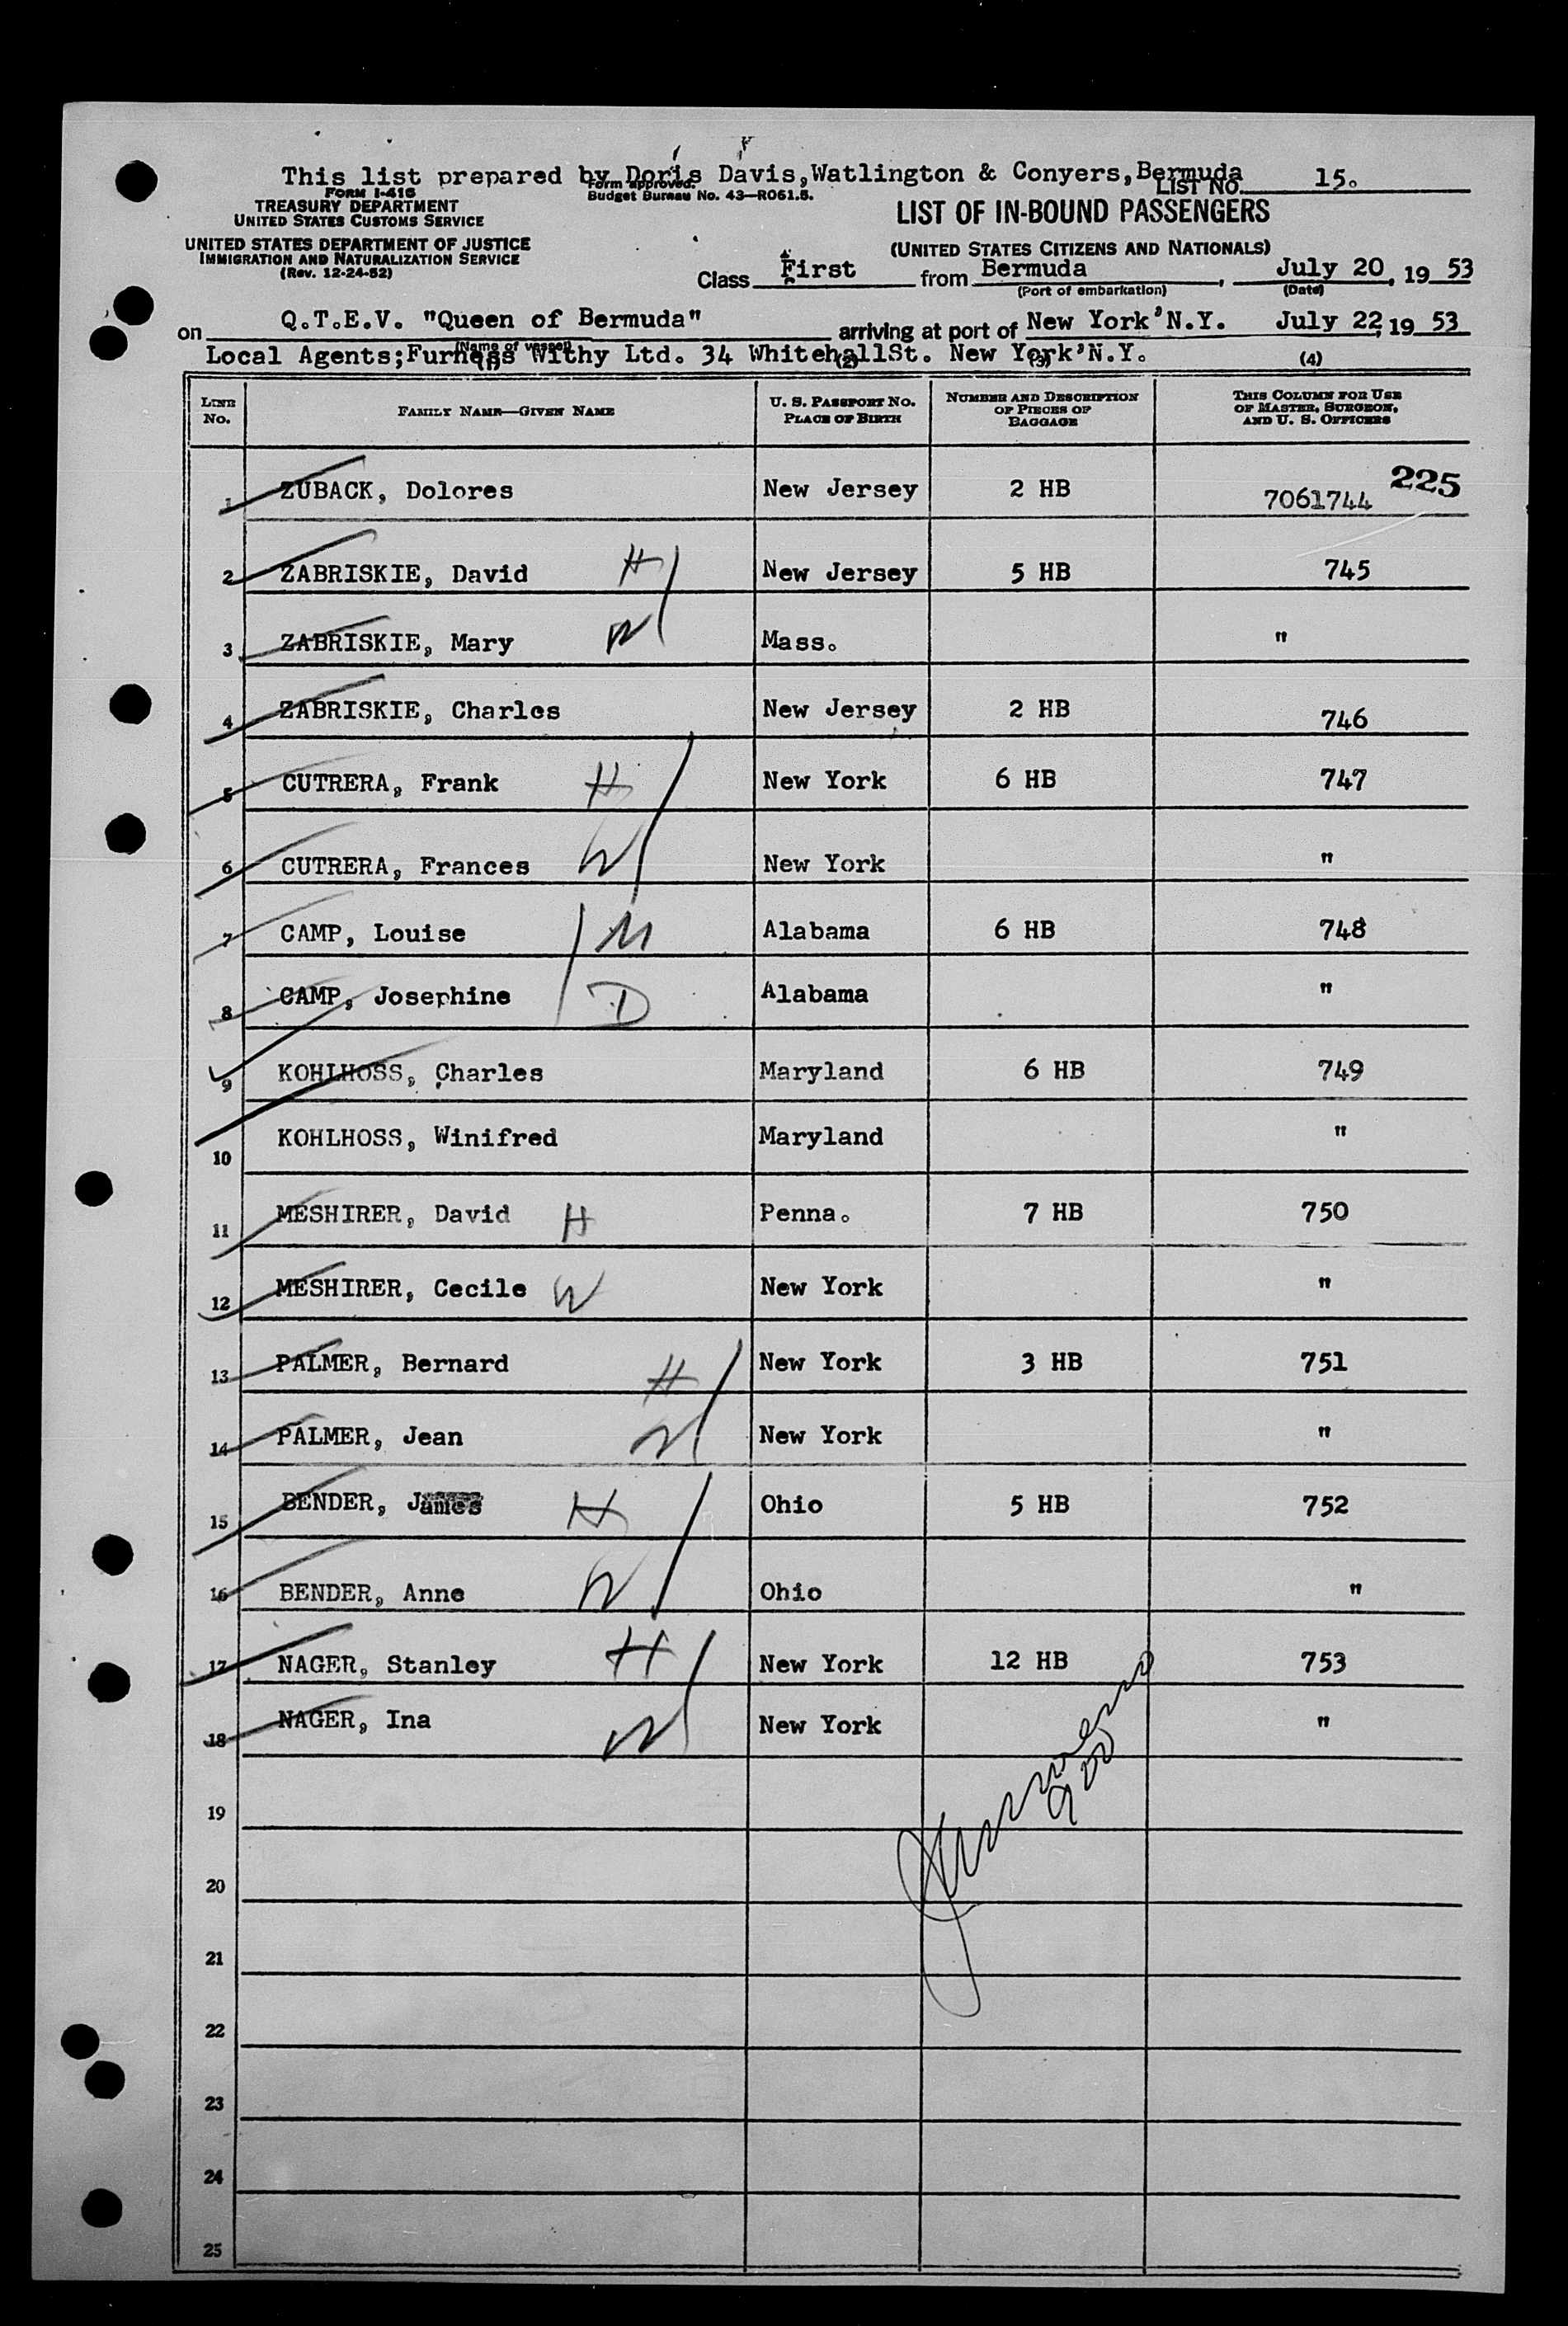 This list prepared by Doris Davis, Watlington & Conyers, Bermuda
LIST NO. 15.
FORM I-416
TREASURY DEPARTMENT
UNITED STATES CUSTOMS SERVICE
UNITED STATES DEPARTMENT OF JUSTICE
IMMIGRATION AND NATURALIZATION SERVICE
(Rev. 12-24-52)
Form approved.
Budget Bureau No. 43—R061.5.
LIST OF IN-BOUND PASSENGERS
(UNITED STATES CITIZENS AND NATIONALS)
Class First from Bermuda, July 20, 19 53
(Port of embarkation) (Date)
on Q.T.E.V. "Queen of Bermuda" arriving at port of New York'N.Y. July 22, 19 53
(Name of vessel)
Local Agents;Furness Withy Ltd. 34 WhitehallSt. New York'N.Y.
(1) (2) (3) (4)
LINE No. FAMILY NAME—GIVEN NAME U. S. PASSPORT NO. PLACE OF BIRTH NUMBER AND DESCRIPTION OF PIECES OF BAGGAGE THIS COLUMN FOR USE OF MASTER, SURGEON, AND U. S. OFFICERS
225
1 ZUBACK, Dolores New Jersey 2 HB 7061744
2 ZABRISKIE, David H New Jersey 5 HB 745
3 ZABRISKIE, Mary W Mass. "
4 ZABRISKIE, Charles New Jersey 2 HB 746
5 CUTRERA, Frank H New York 6 HB 747
6 CUTRERA, Frances W New York "
7 CAMP, Louise M Alabama 6 HB 748
8 CAMP, Josephine D Alabama "
9 KOHLHOSS, Charles Maryland 6 HB 749
10 KOHLHOSS, Winifred Maryland "
11 MESHIRER, David H Penna. 7 HB 750
12 MESHIRER, Cecile W New York "
13 PALMER, Bernard H New York 3 HB 751
14 PALMER, Jean W New York "
15 BENDER, James H Ohio 5 HB 752
16 BENDER, Anne W Ohio "
17 NAGER, Stanley H New York 12 HB 753
18 NAGER, Ina W New York "
19
20
21
22
23
24
25